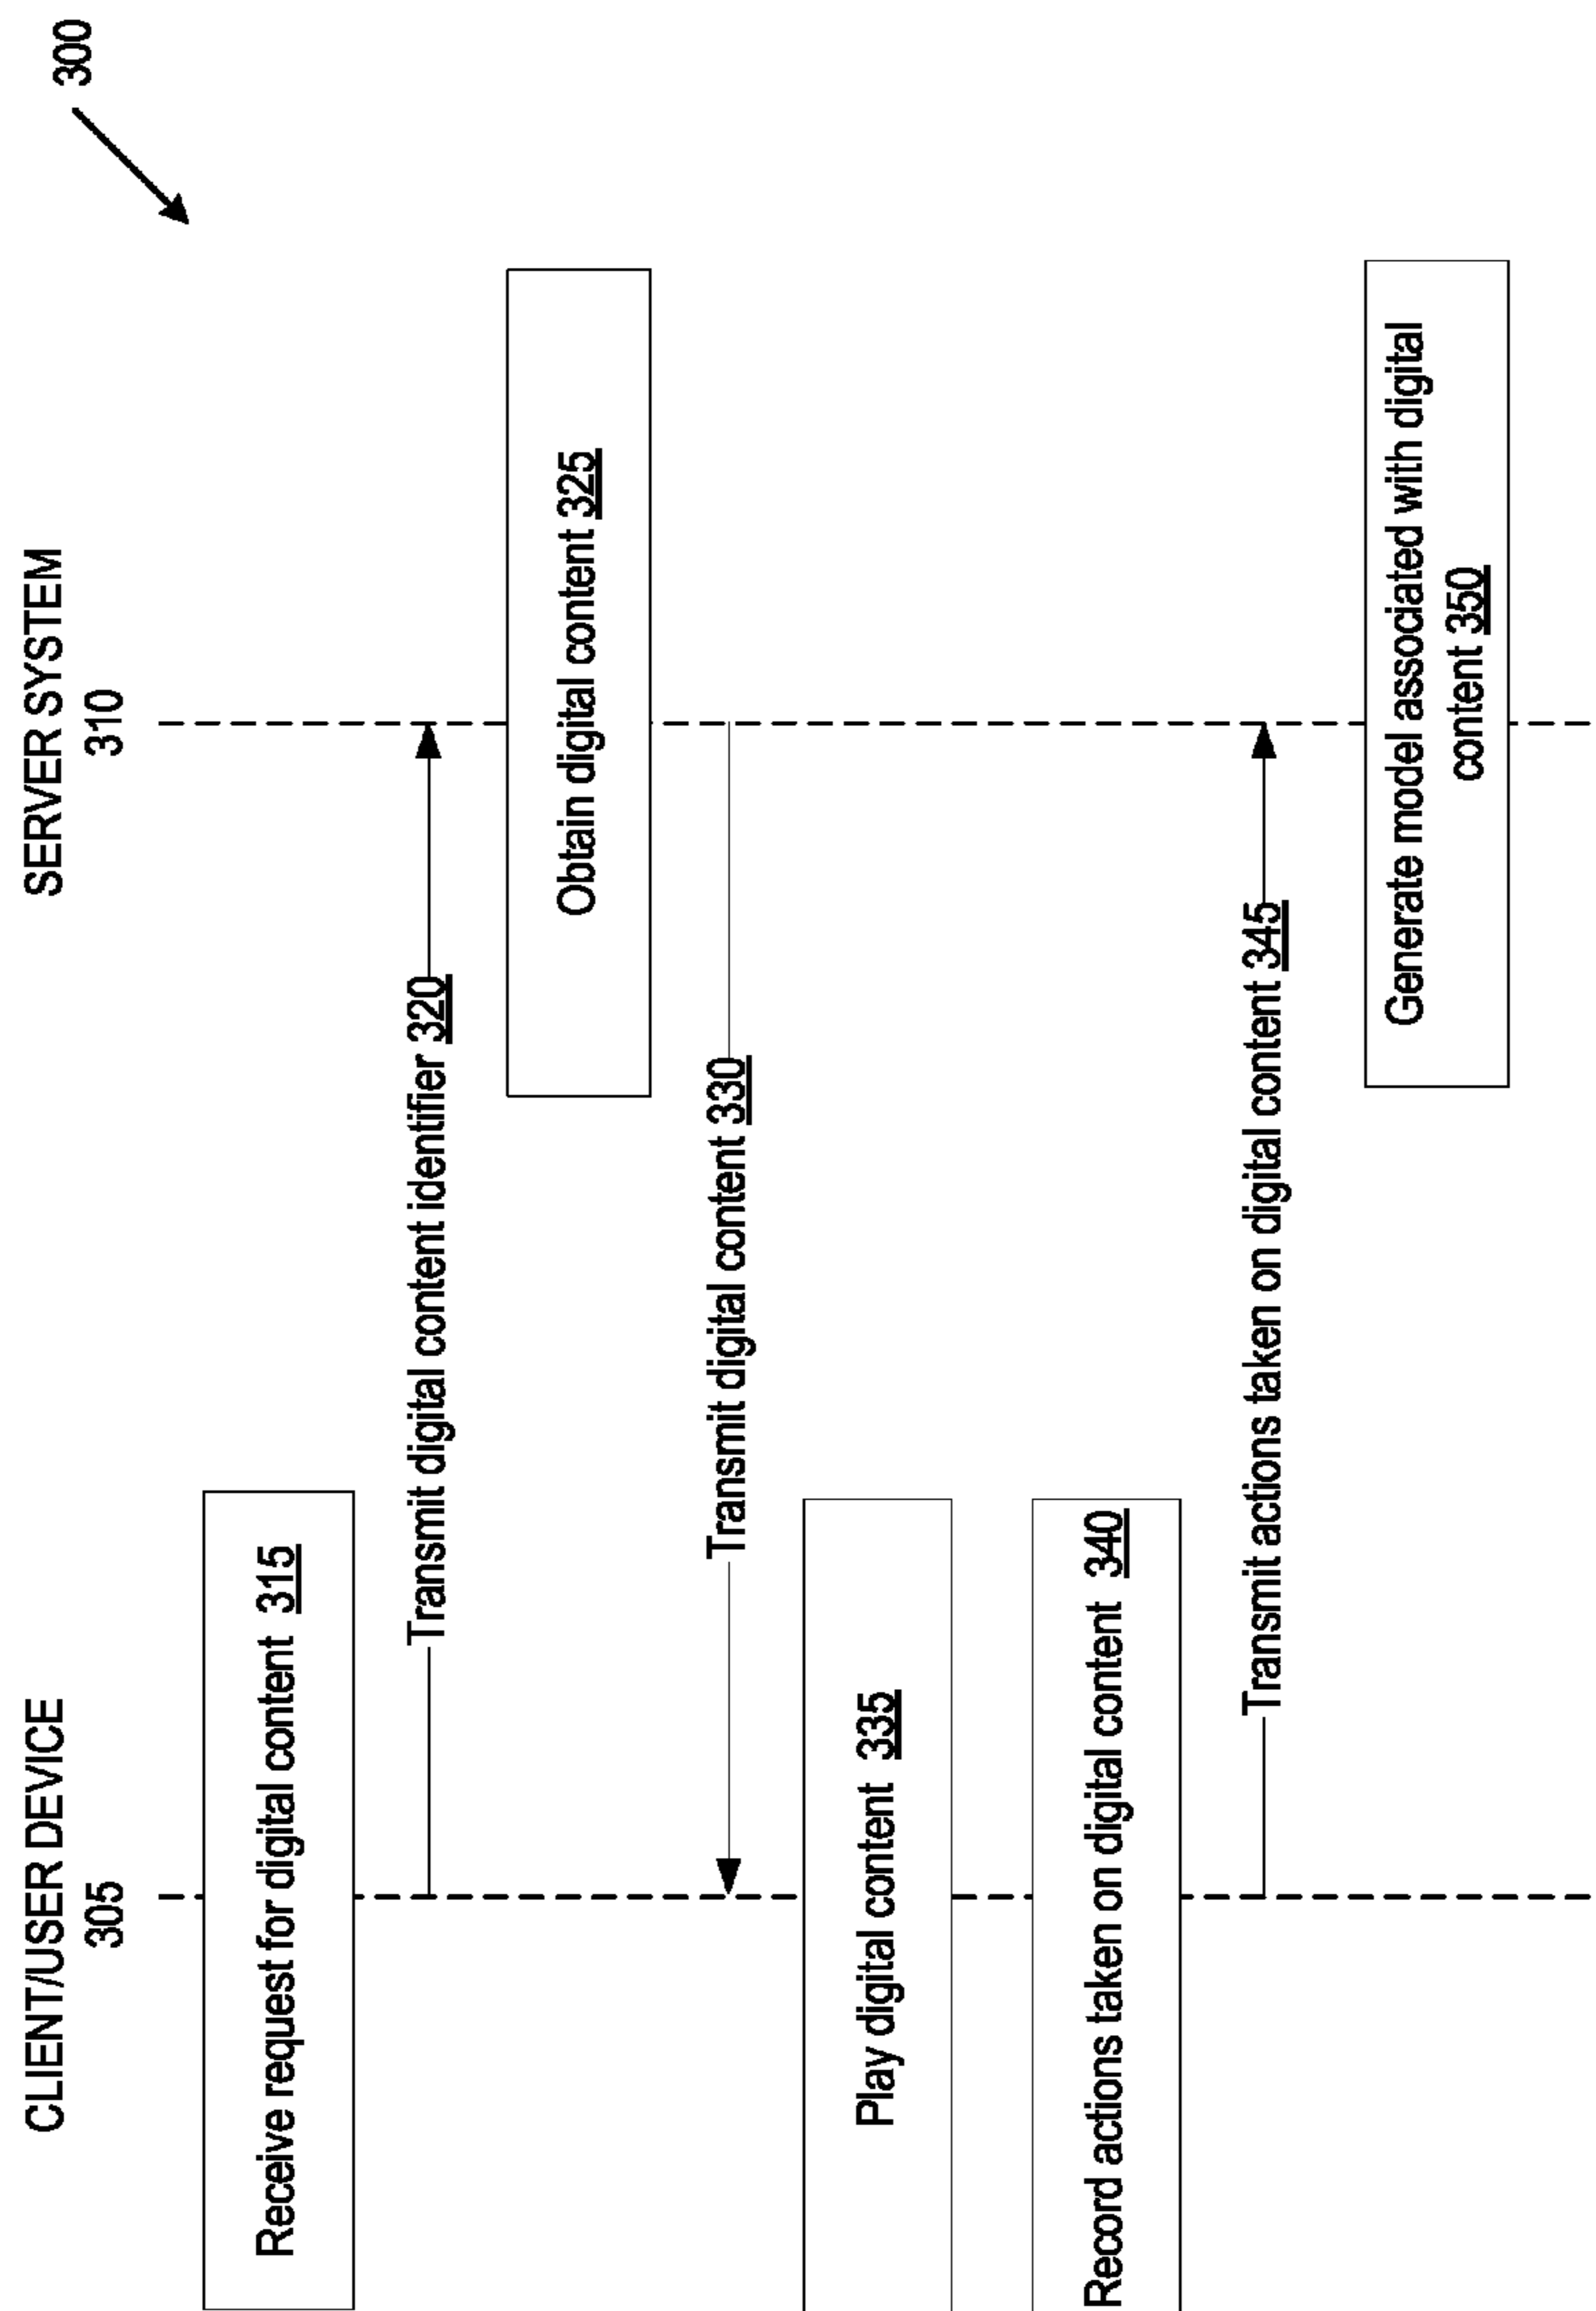 300
CLIENT/USER DEVICE
305
SERVER SYSTEM
310
Receive request for digital content 315
Transmit digital content identifier 320
Obtain digital content 325
Transmit digital content 330
Play digital content 335
Record actions taken on digital content 340
Transmit actions taken on digital content 345
Generate model associated with digital
content 350